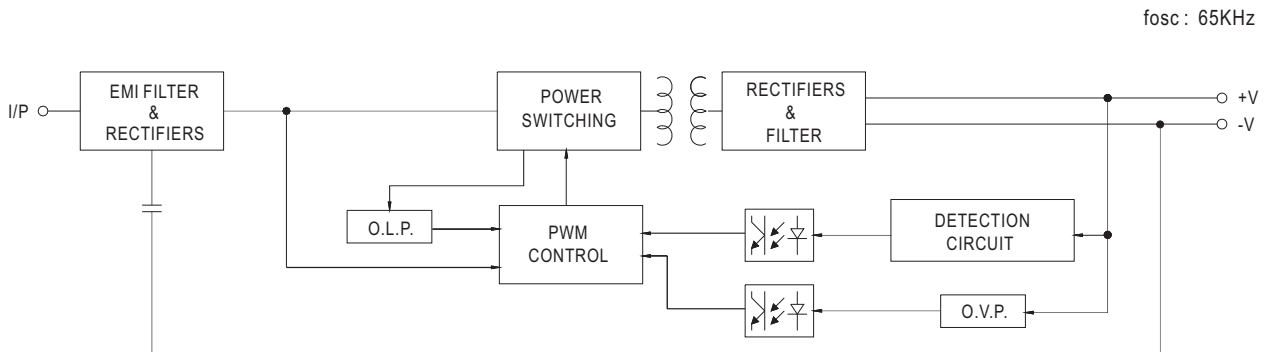 fosc : 65KHz
I/P
EMI FILTER
&
RECTIFIERS
POWER
SWITCHING
RECTIFIERS
&
FILTER
+V
-V
O.L.P.
PWM
CONTROL
DETECTION
CIRCUIT
O.V.P.